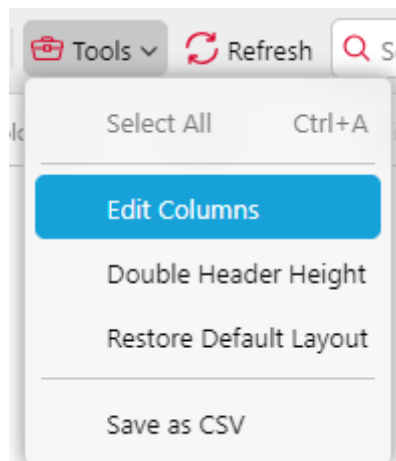 Tools Refresh
Select All Ctrl+A
Edit Columns
Double Header Height
Restore Default Layout
Save as CSV